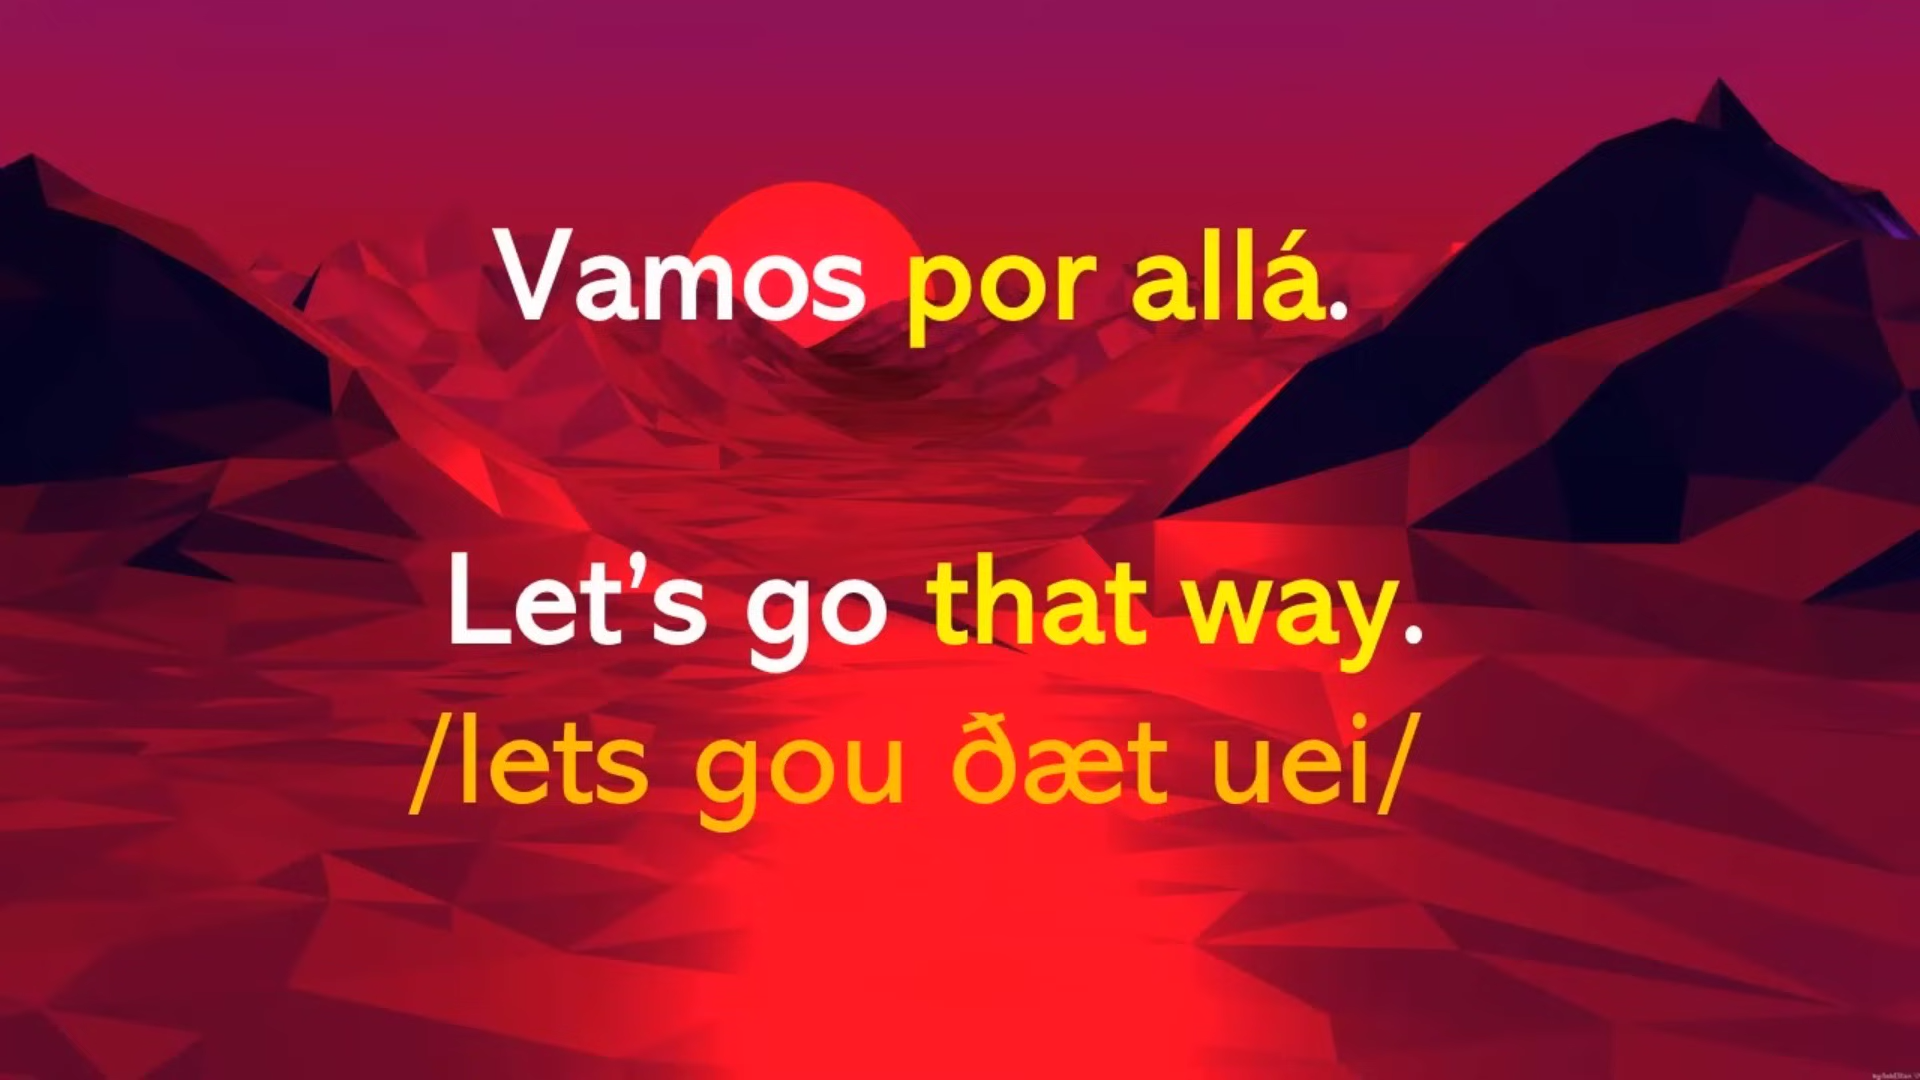 Vamos por allá.
Let’s go that way.
/lets gou ðæt uei/